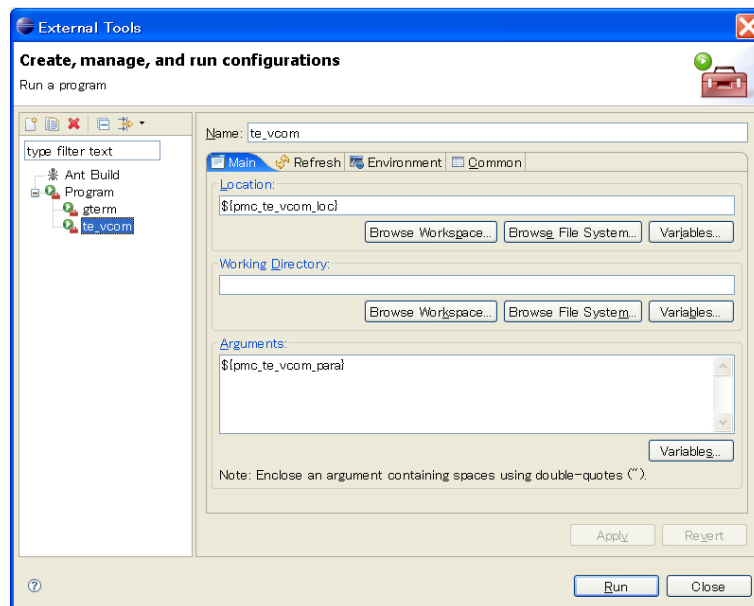 External Tools
Create, manage, and run configurations
Run a program
type filter text
Ant Build
Program
gterm
te_vcom
Name: te_vcom
Main Refresh Environment Common
Location:
${pmc_te_vcom_loc}
Browse Workspace... Browse File System... Variables...
Working Directory:
Browse Workspace... Browse File System... Variables...
Arguments:
${pmc_te_vcom_para}
Variables...
Note: Enclose an argument containing spaces using double-quotes (").
Apply Revert
Run Close